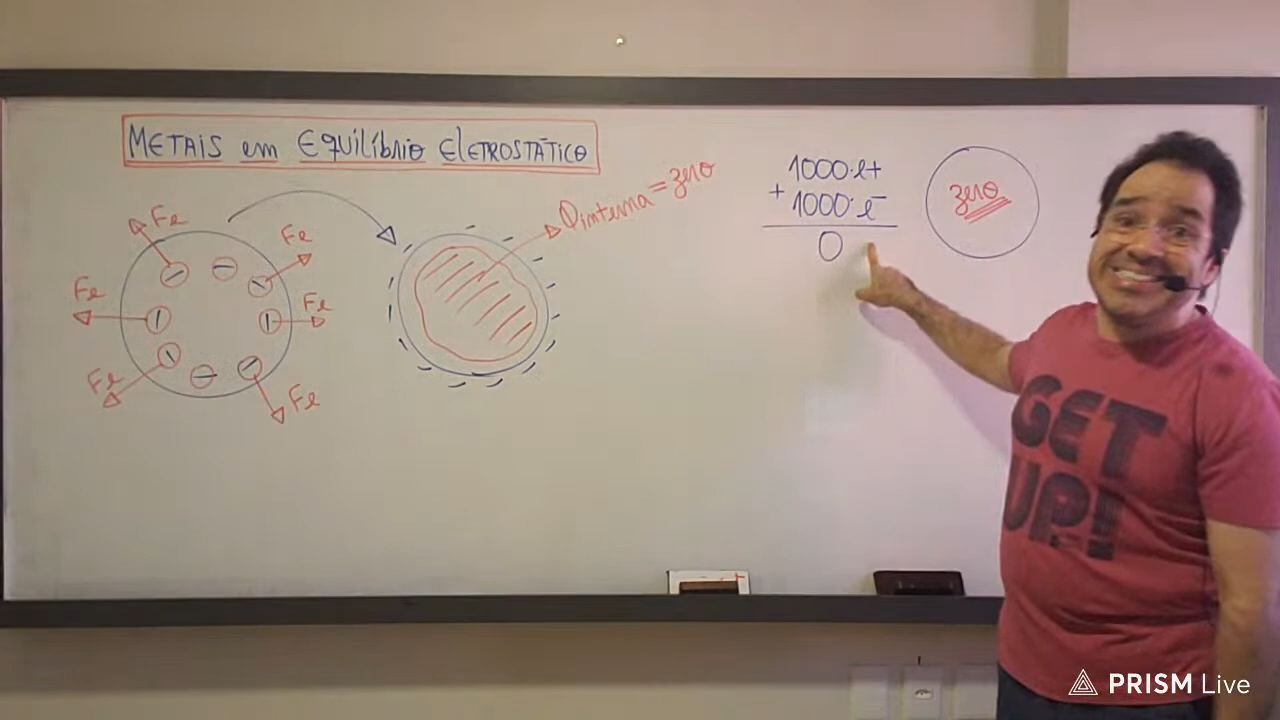 METAIS em EQuilíbrio ElETROSTÁTICO
Fe
Fe
Fe
Fe
Fe
Fe
Qinterna = zero
1000·e+
+ 1000·e-
0
zero
GET
UP!
PRISM Live